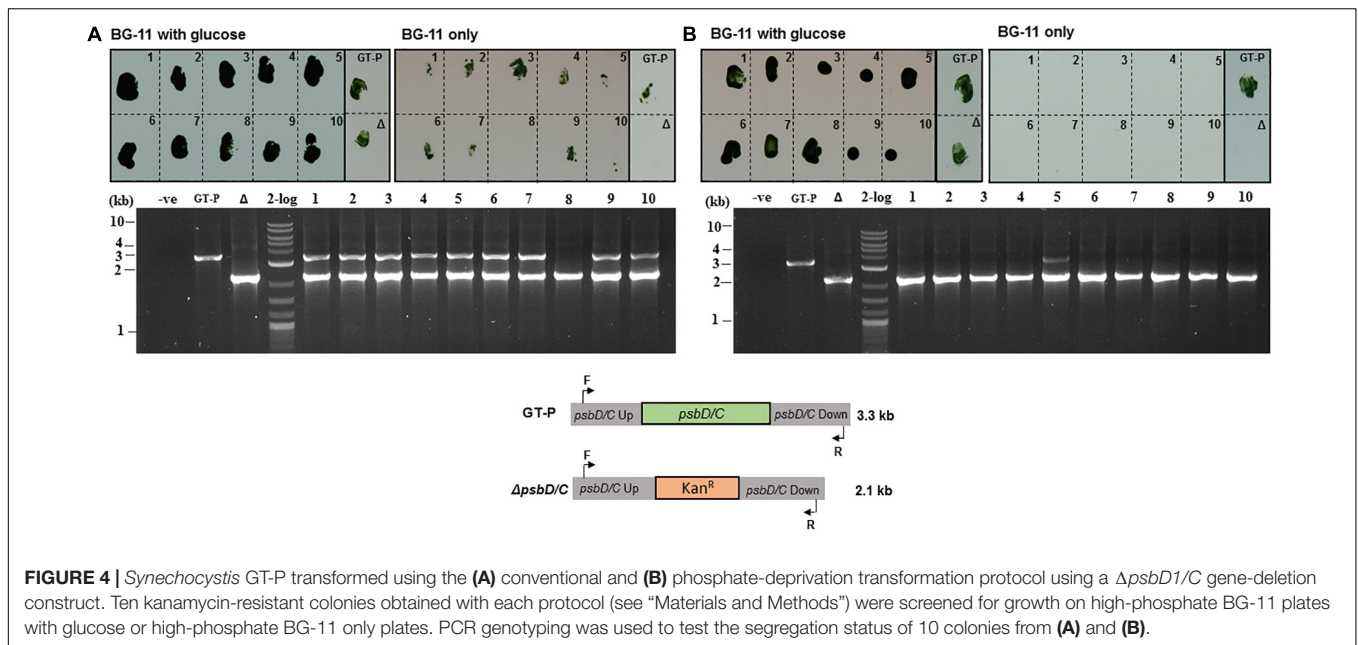 A BG-11 with glucose BG-11 only B BG-11 with glucose BG-11 only
1 2 3 4 5 GT-P 1 2 3 4 5 GT-P 1 2 3 4 5 GT-P 1 2 3 4 5 GT-P
6 7 8 9 10 Δ 6 7 8 9 10 Δ 6 7 8 9 10 Δ 6 7 8 9 10 Δ
(kb) -ve GT-P Δ 2-log 1 2 3 4 5 6 7 8 9 10 (kb) -ve GT-P Δ 2-log 1 2 3 4 5 6 7 8 9 10
10 10
4 4
3 3
2 2
1 1
F
GT-P psbD/C Up psbD/C psbD/C Down 3.3 kb
R
F
ΔpsbD/C psbD/C Up KanR psbD/C Down 2.1 kb
R
FIGURE 4 | Synechocystis GT-P transformed using the (A) conventional and (B) phosphate-deprivation transformation protocol using a ΔpsbD1/C gene-deletion
construct. Ten kanamycin-resistant colonies obtained with each protocol (see “Materials and Methods”) were screened for growth on high-phosphate BG-11 plates
with glucose or high-phosphate BG-11 only plates. PCR genotyping was used to test the segregation status of 10 colonies from (A) and (B).